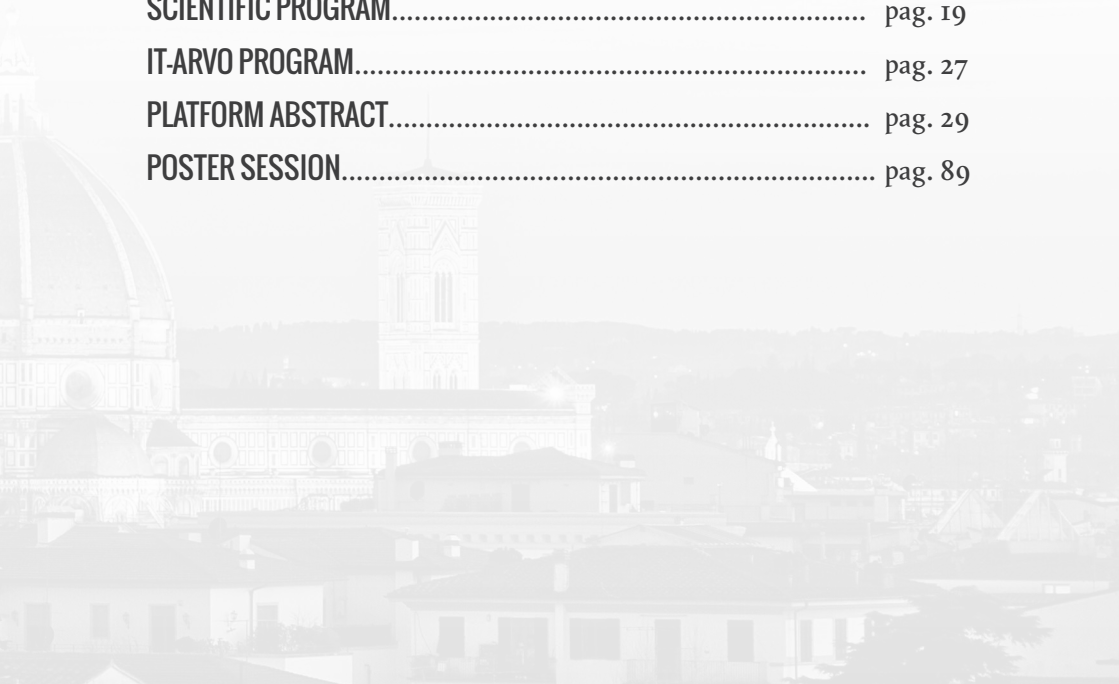 SCIENTIFIC PROGRAM................................................................ pag. 19
IT-ARVO PROGRAM.................................................................... pag. 27
PLATFORM ABSTRACT................................................................ pag. 29
POSTER SESSION....................................................................... pag. 89